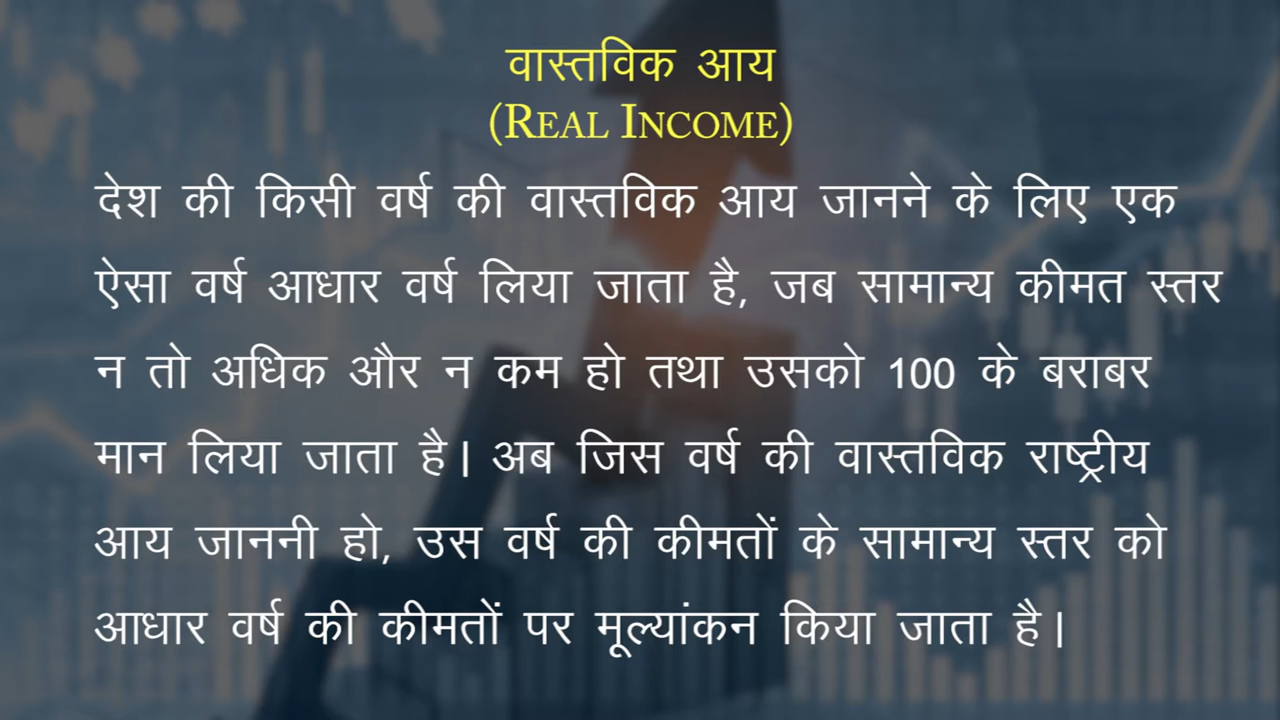 वास्तविक आय
(REAL INCOME)
देश की किसी वर्ष की वास्तविक आय जानने के लिए एक
ऐसा वर्ष आधार वर्ष लिया जाता है, जब सामान्य कीमत स्तर
न तो अधिक और न कम हो तथा उसको 100 के बराबर
मान लिया जाता है। अब जिस वर्ष की वास्तविक राष्ट्रीय
आय जाननी हो, उस वर्ष की कीमतों के सामान्य स्तर को
आधार वर्ष की कीमतों पर मूल्यांकन किया जाता है।